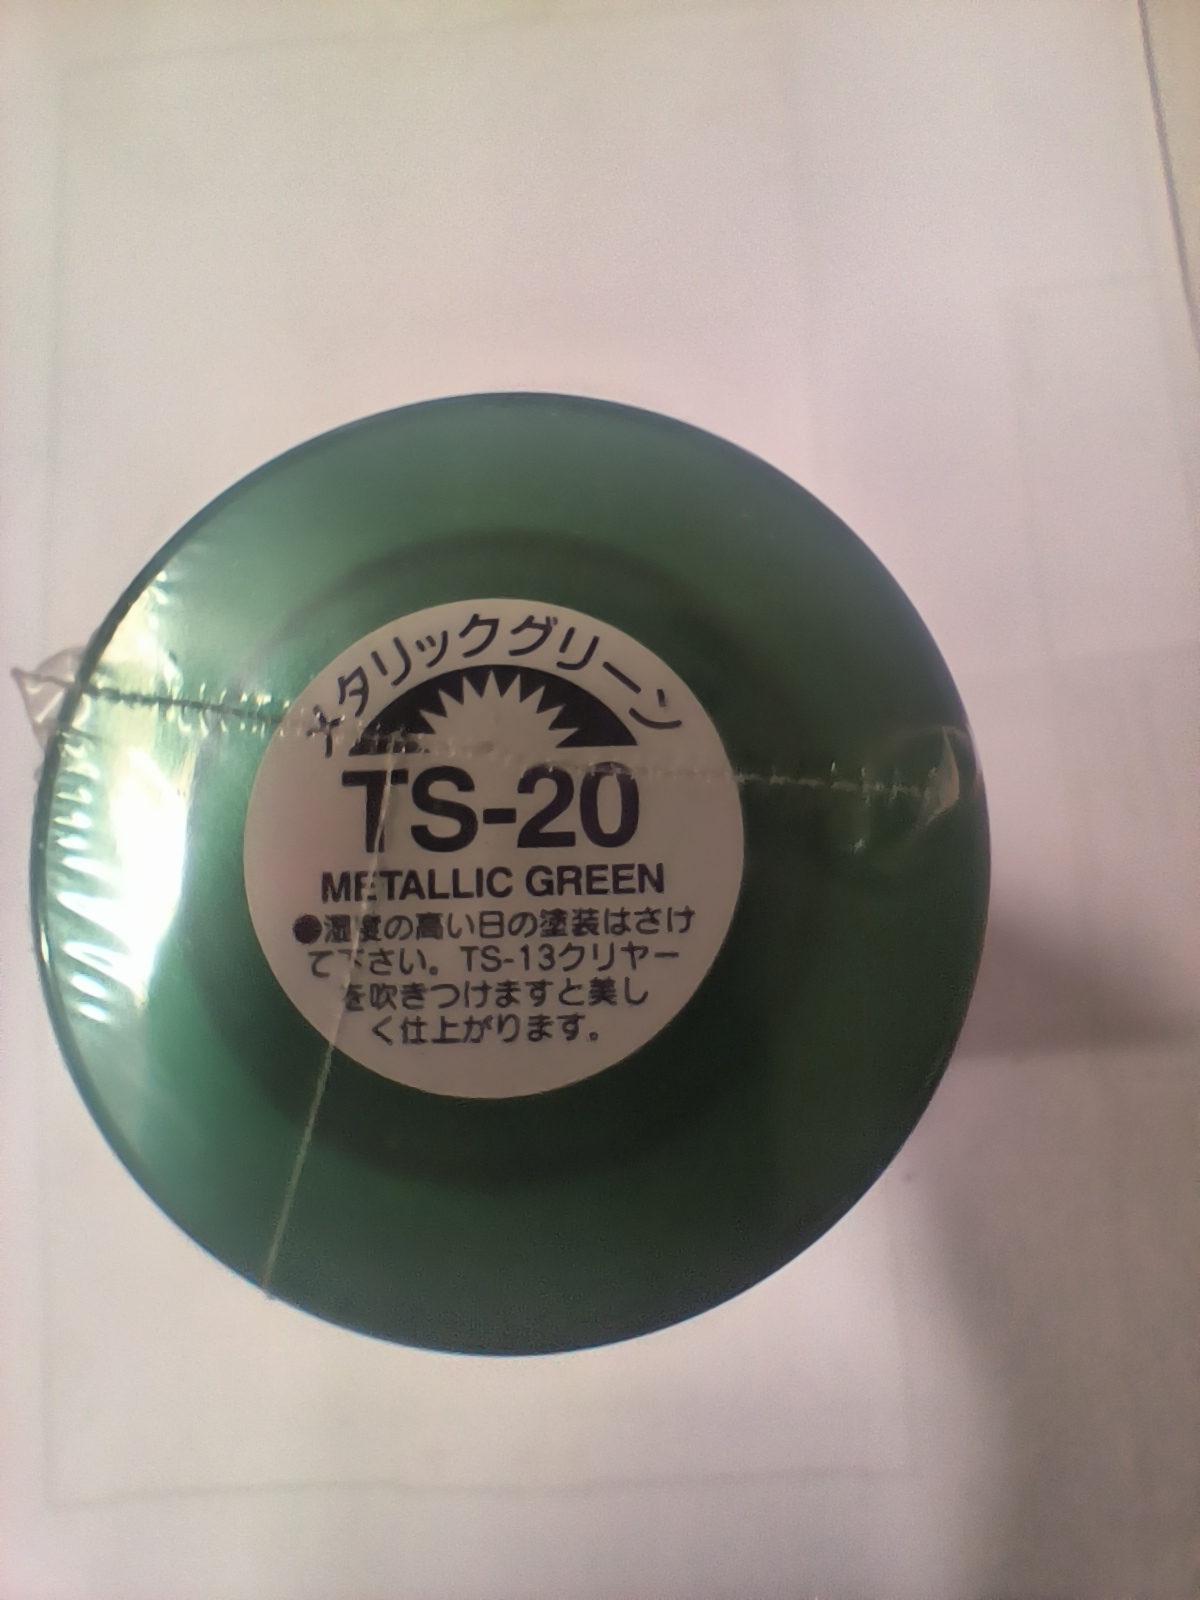 メタリックグリーン
TS-20
METALLIC GREEN
●湿度の高い日の塗装はさけ
て下さい。TS-13クリヤー
を吹きつけますと美し
く仕上がります。